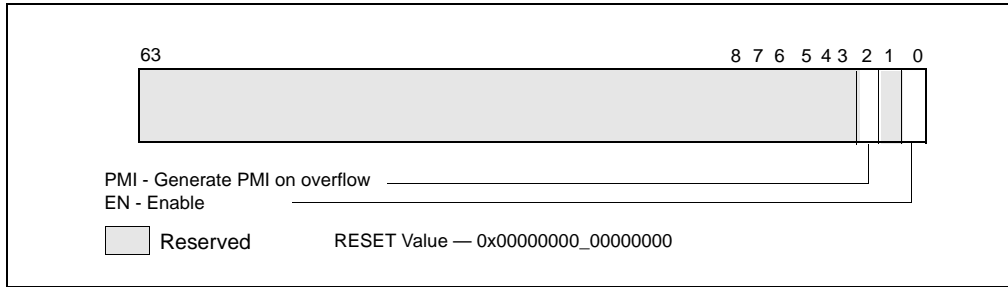 63 8 7 6 5 4 3 2 1 0
PMI - Generate PMI on overflow
EN - Enable
Reserved RESET Value — 0x00000000_00000000